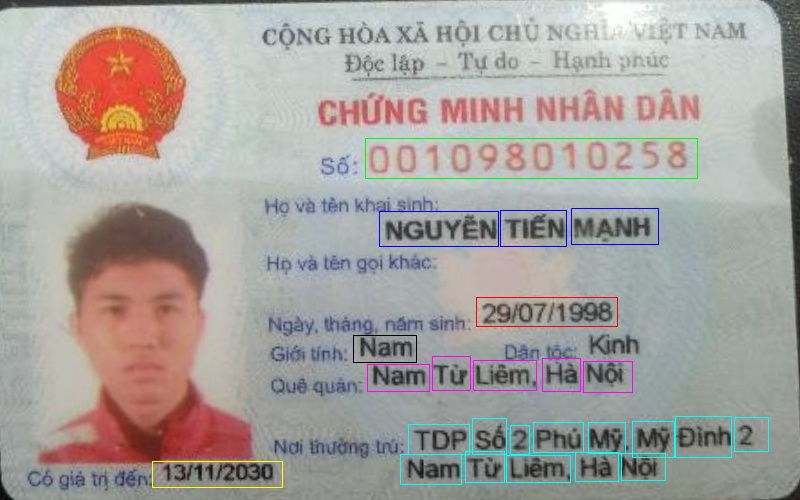 CỘNG HÒA XÃ HỘI CHỦ NGHĨA VIỆT NAM
Độc lập - Tự do - Hạnh phúc
CHỨNG MINH NHÂN DÂN
Số: 001098010258
Họ và tên khai sinh:
NGUYỄN TIẾN MẠNH
Họ và tên gọi khác:
Ngày, tháng, năm sinh: 29/07/1998
Giới tính: Nam Dân tộc: Kinh
Quê quán: Nam Từ Liêm, Hà Nội
Nơi thường trú: TDP Số 2 Phú Mỹ, Mỹ Đình 2
Nam Từ Liêm, Hà Nội
Có giá trị đến: 13/11/2030